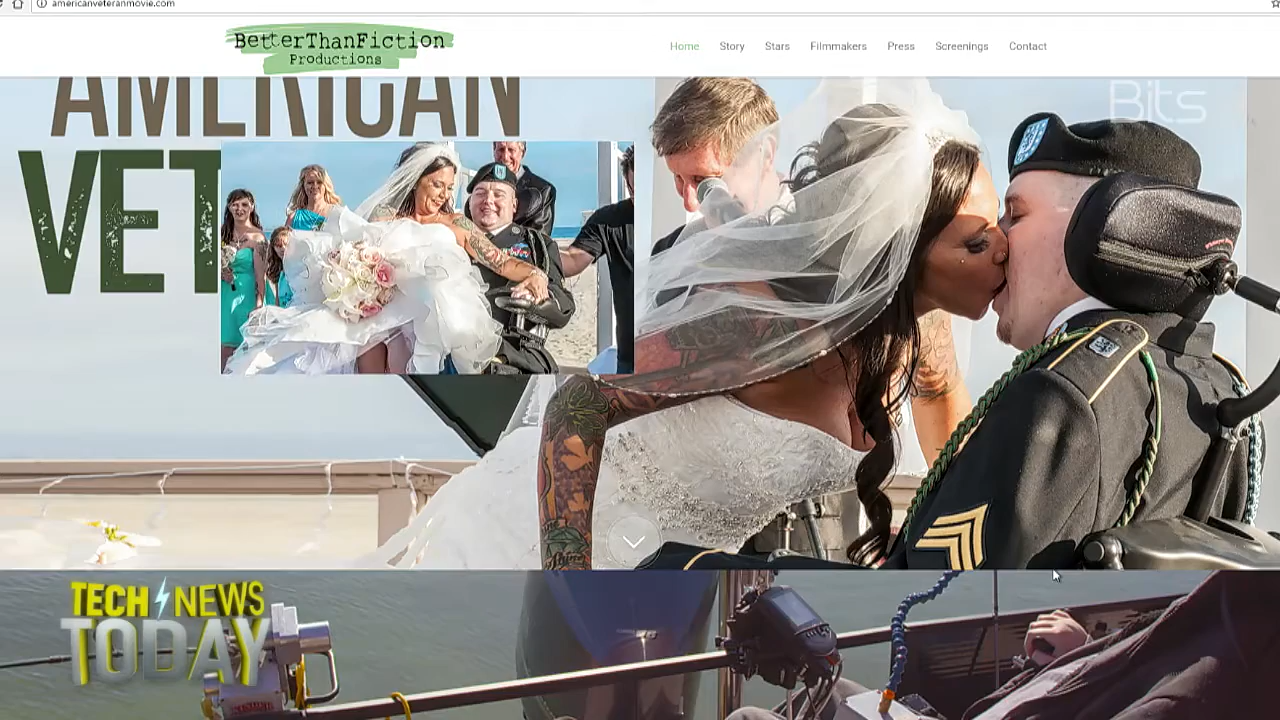 americanveteranmovie.com
BetterThanFiction
Productions
Home Story Stars Filmmakers Press Screenings Contact
AMERICAN
Bits
VET
TECH NEWS
TODAY